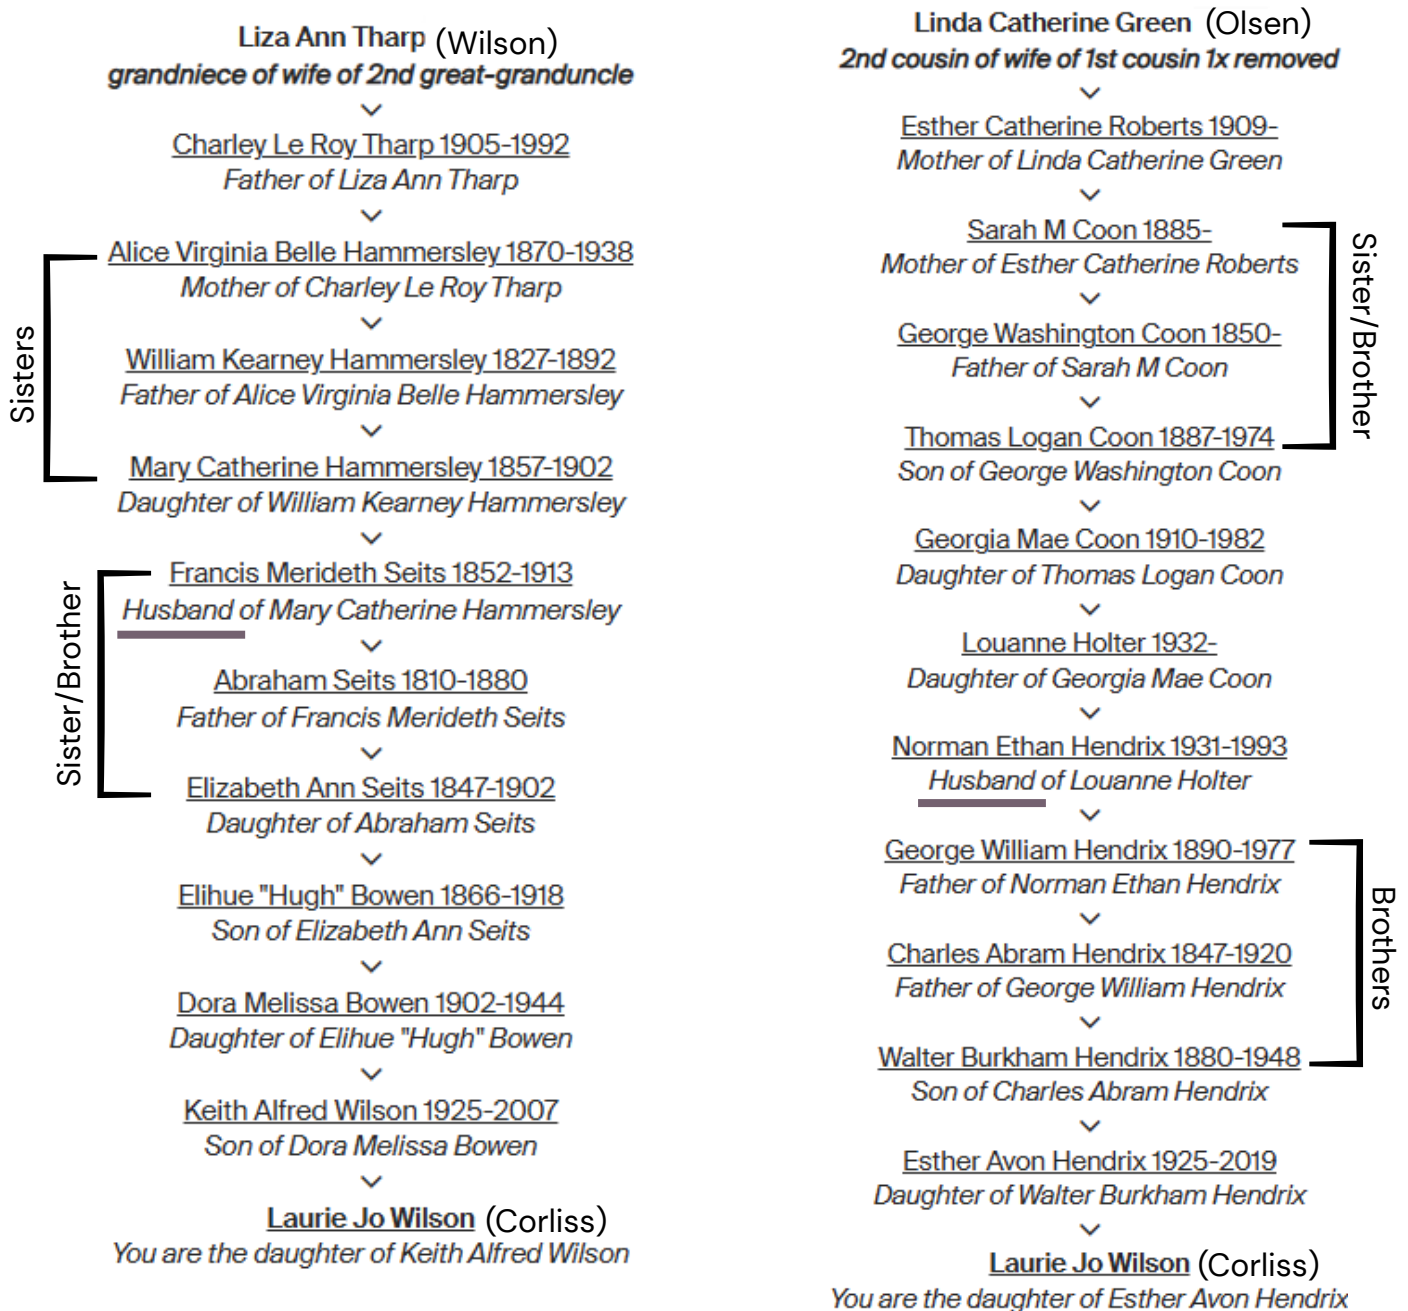 Liza Ann Tharp (Wilson)
grandniece of wife of 2nd great-granduncle
Charley Le Roy Tharp 1905-1992
Father of Liza Ann Tharp
Alice Virginia Belle Hammersley 1870-1938
Mother of Charley Le Roy Tharp
William Kearney Hammersley 1827-1892
Father of Alice Virginia Belle Hammersley
Mary Catherine Hammersley 1857-1902
Daughter of William Kearney Hammersley
Sisters
Francis Merideth Seits 1852-1913
Husband of Mary Catherine Hammersley
Abraham Seits 1810-1880
Father of Francis Merideth Seits
Elizabeth Ann Seits 1847-1902
Daughter of Abraham Seits
Sister/Brother
Elihue "Hugh" Bowen 1866-1918
Son of Elizabeth Ann Seits
Dora Melissa Bowen 1902-1944
Daughter of Elihue "Hugh" Bowen
Keith Alfred Wilson 1925-2007
Son of Dora Melissa Bowen
Laurie Jo Wilson (Corliss)
You are the daughter of Keith Alfred Wilson
Linda Catherine Green (Olsen)
2nd cousin of wife of 1st cousin 1x removed
Esther Catherine Roberts 1909-
Mother of Linda Catherine Green
Sarah M Coon 1885-
Mother of Esther Catherine Roberts
George Washington Coon 1850-
Father of Sarah M Coon
Thomas Logan Coon 1887-1974
Son of George Washington Coon
Sister/Brother
Georgia Mae Coon 1910-1982
Daughter of Thomas Logan Coon
Louanne Holter 1932-
Daughter of Georgia Mae Coon
Norman Ethan Hendrix 1931-1993
Husband of Louanne Holter
George William Hendrix 1890-1977
Father of Norman Ethan Hendrix
Charles Abram Hendrix 1847-1920
Father of George William Hendrix
Walter Burkham Hendrix 1880-1948
Son of Charles Abram Hendrix
Brothers
Esther Avon Hendrix 1925-2019
Daughter of Walter Burkham Hendrix
Laurie Jo Wilson (Corliss)
You are the daughter of Esther Avon Hendrix